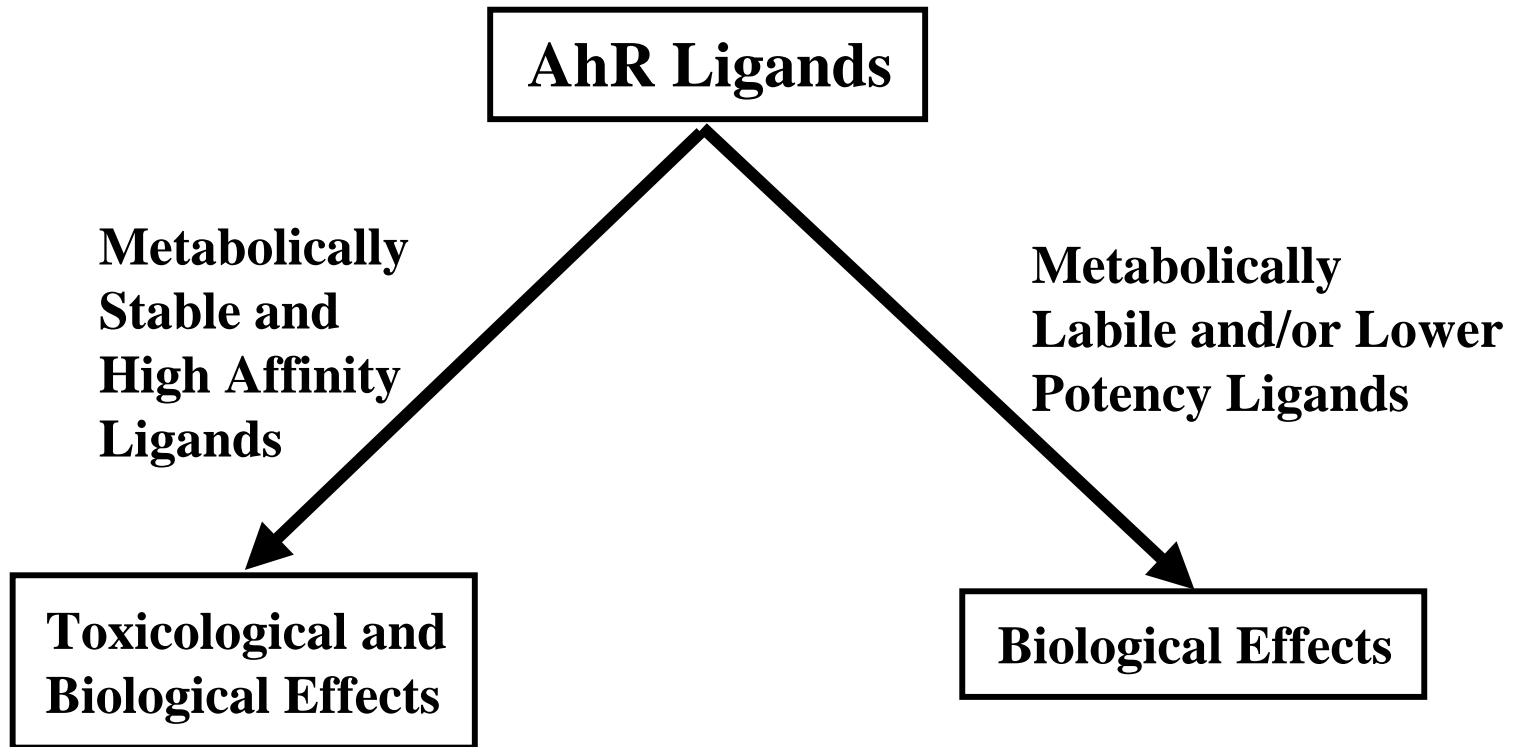 AhR Ligands
Metabolically
Stable and
High Affinity
Ligands
Metabolically
Labile and/or Lower
Potency Ligands
Toxicological and
Biological Effects
Biological Effects